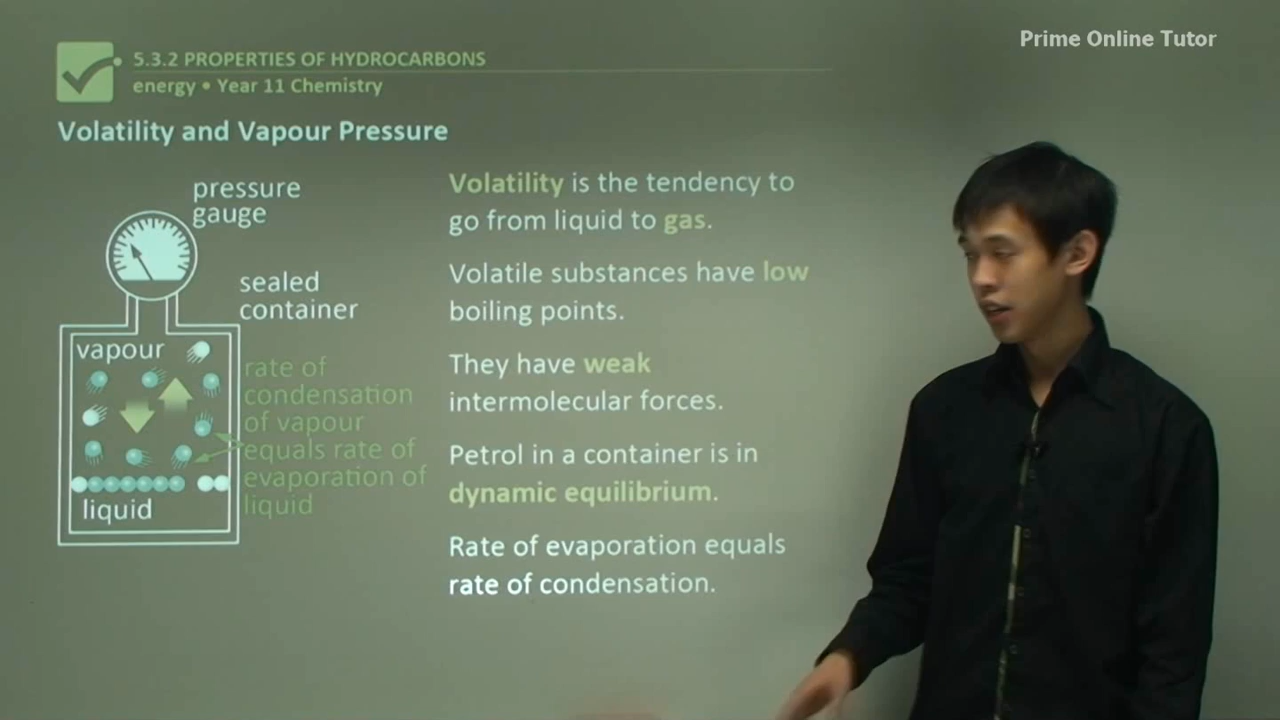 Prime Online Tutor
5.3.2 PROPERTIES OF HYDROCARBONS
energy • Year 11 Chemistry
Volatility and Vapour Pressure
pressure
gauge
sealed
container
vapour
rate of
condensation
of vapour
equals rate of
evaporation of
liquid
liquid
Volatility is the tendency to
go from liquid to gas.
Volatile substances have low
boiling points.
They have weak
intermolecular forces.
Petrol in a container is in
dynamic equilibrium.
Rate of evaporation equals
rate of condensation.